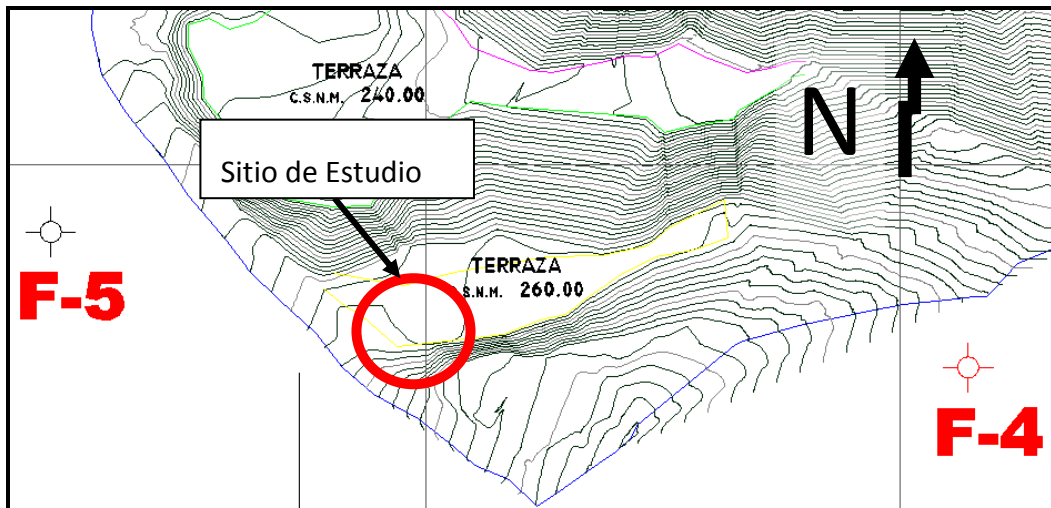 TERRAZA
C.S.N.M. 240.00
N
Sitio de Estudio
F-5
TERRAZA
.S.N.M. 260.00
F-4